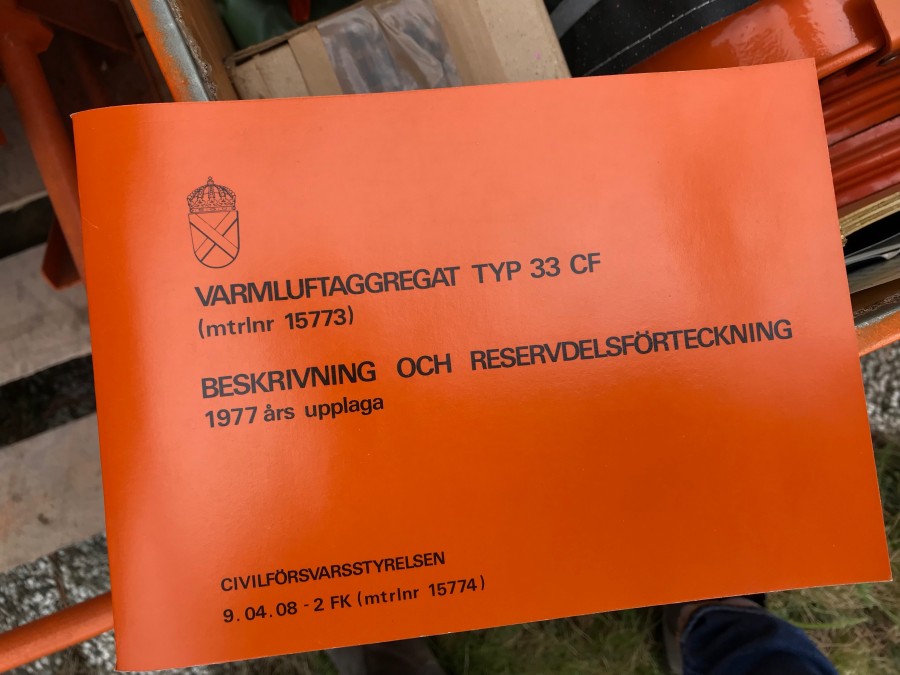 VARMLUFTAGGREGAT TYP 33 CF
(mtrlnr 15773)
BESKRIVNING OCH RESERVDELSFÖRTECKNING
1977 års upplaga
CIVILFÖRSVARSSTYRELSEN
9.04.08 - 2 FK (mtrlnr 15774)